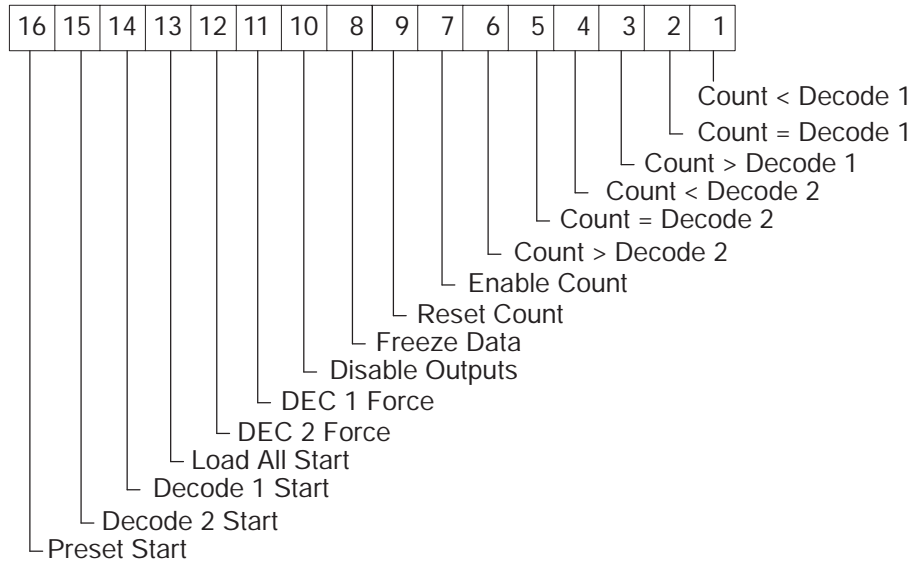 16 15 14 13 12 11 10 8 9 7 6 5 4 3 2 1
Count < Decode 1
Count = Decode 1
Count > Decode 1
Count < Decode 2
Count = Decode 2
Count > Decode 2
Enable Count
Reset Count
Freeze Data
Disable Outputs
DEC 1 Force
DEC 2 Force
Load All Start
Decode 1 Start
Decode 2 Start
Preset Start